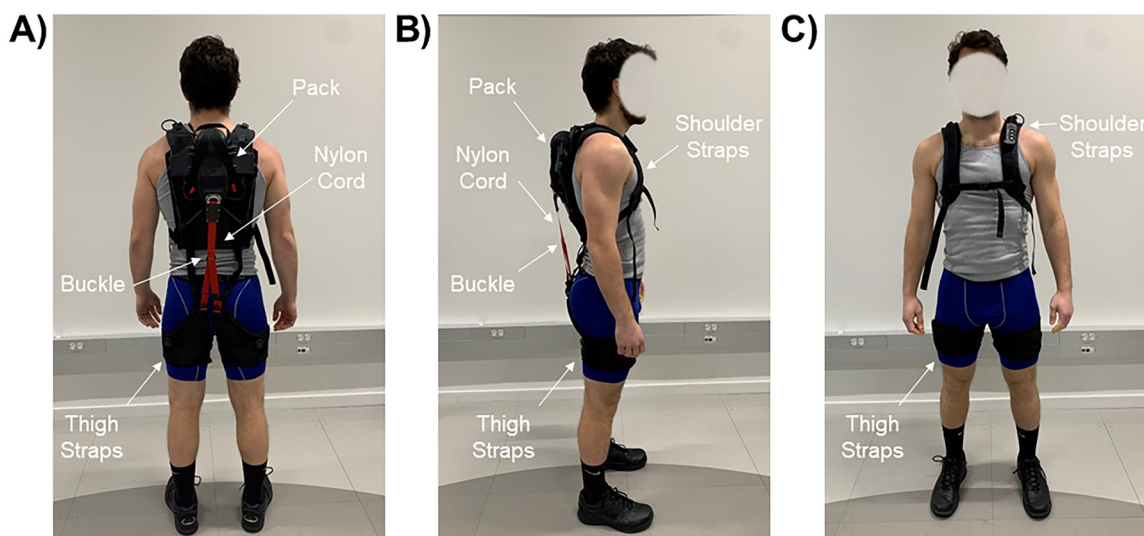 A)
Pack
Nylon
Cord
Buckle
Thigh
Straps
B)
Pack
Shoulder
Straps
Nylon
Cord
Buckle
Thigh
Straps
C)
Shoulder
Straps
Thigh
Straps